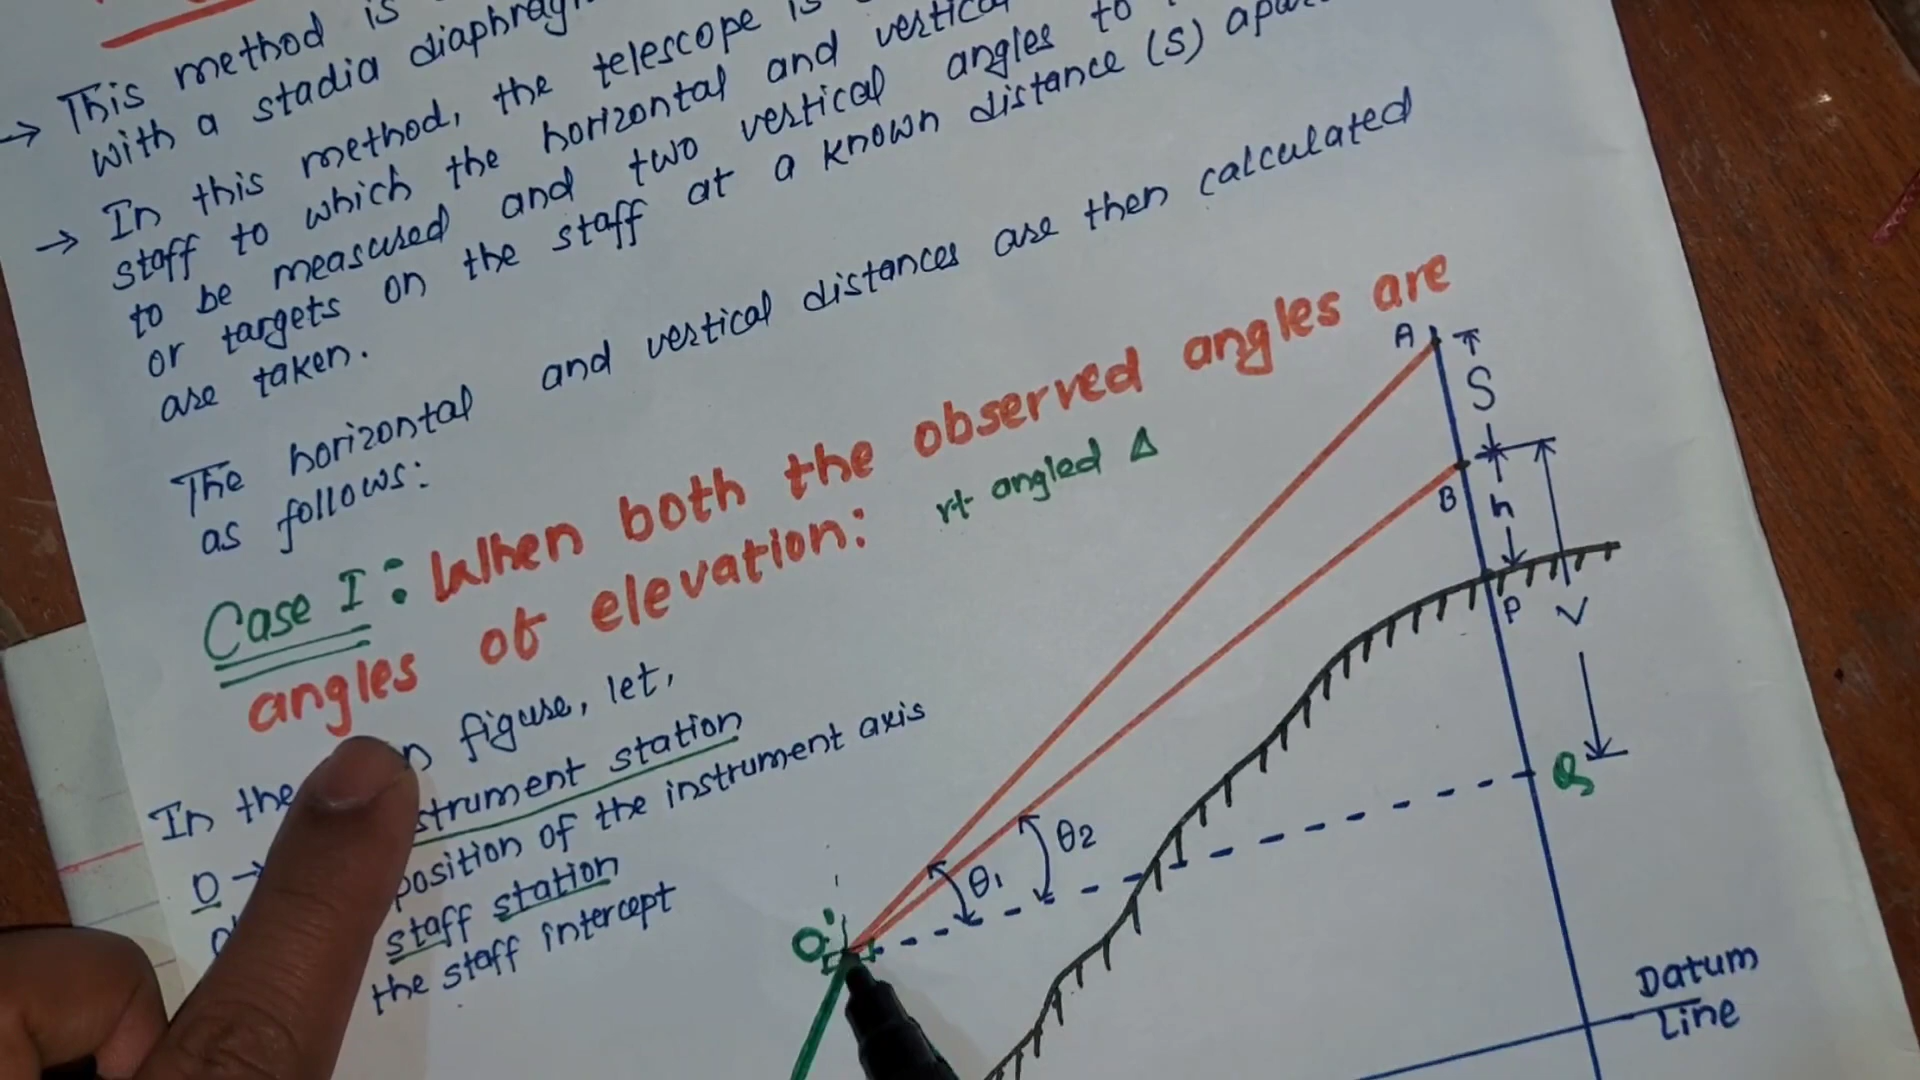 → This method is
with a stadia diaphragm
→ In this method, the telescope is
staff to which the horizontal and vertical
to be measured and two vertical angles to
or targets on the staff at a known distance (S) apart
are taken.
The horizontal and vertical distances are then calculated
as follows:
Case I: When both the observed angles are
angles of elevation:
rt angled Δ
In the figure, let,
O → strument station
position of the instrument axis
staff station
the staff intercept
A
S
B
h
P
V
Q
θ2
θ1
O'
Datum
Line